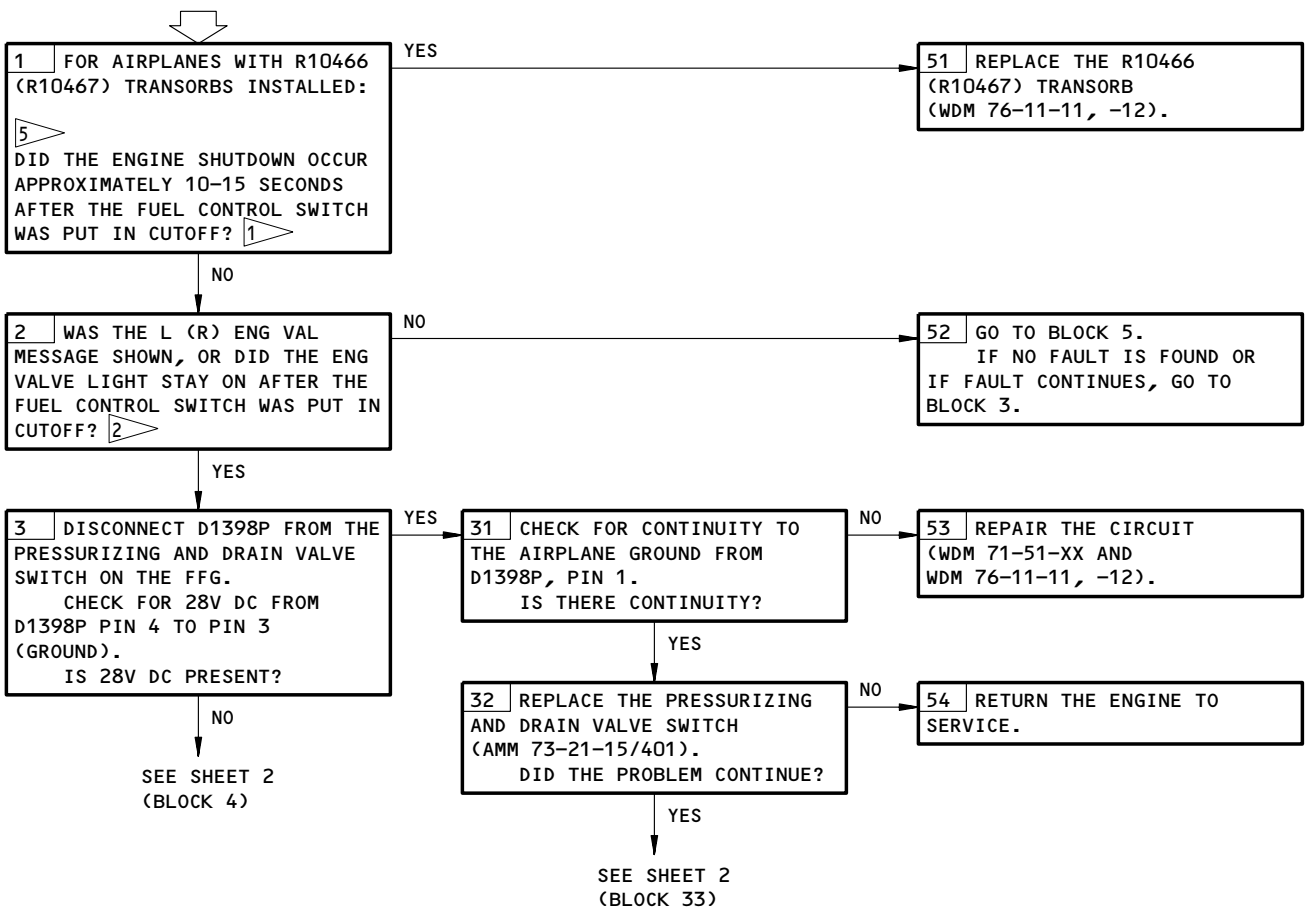 1 FOR AIRPLANES WITH R10466
(R10467) TRANSORBS INSTALLED:
5
DID THE ENGINE SHUTDOWN OCCUR
APPROXIMATELY 10-15 SECONDS
AFTER THE FUEL CONTROL SWITCH
WAS PUT IN CUTOFF? 1
YES
51 REPLACE THE R10466
(R10467) TRANSORB
(WDM 76-11-11, -12).
NO
2 WAS THE L (R) ENG VAL
MESSAGE SHOWN, OR DID THE ENG
VALVE LIGHT STAY ON AFTER THE
FUEL CONTROL SWITCH WAS PUT IN
CUTOFF? 2
NO
52 GO TO BLOCK 5.
IF NO FAULT IS FOUND OR
IF FAULT CONTINUES, GO TO
BLOCK 3.
YES
3 DISCONNECT D1398P FROM THE
PRESSURIZING AND DRAIN VALVE
SWITCH ON THE FFG.
CHECK FOR 28V DC FROM
D1398P PIN 4 TO PIN 3
(GROUND).
IS 28V DC PRESENT?
YES
31 CHECK FOR CONTINUITY TO
THE AIRPLANE GROUND FROM
D1398P, PIN 1.
IS THERE CONTINUITY?
NO
53 REPAIR THE CIRCUIT
(WDM 71-51-XX AND
WDM 76-11-11, -12).
YES
32 REPLACE THE PRESSURIZING
AND DRAIN VALVE SWITCH
(AMM 73-21-15/401).
DID THE PROBLEM CONTINUE?
NO
54 RETURN THE ENGINE TO
SERVICE.
NO
SEE SHEET 2
(BLOCK 4)
YES
SEE SHEET 2
(BLOCK 33)